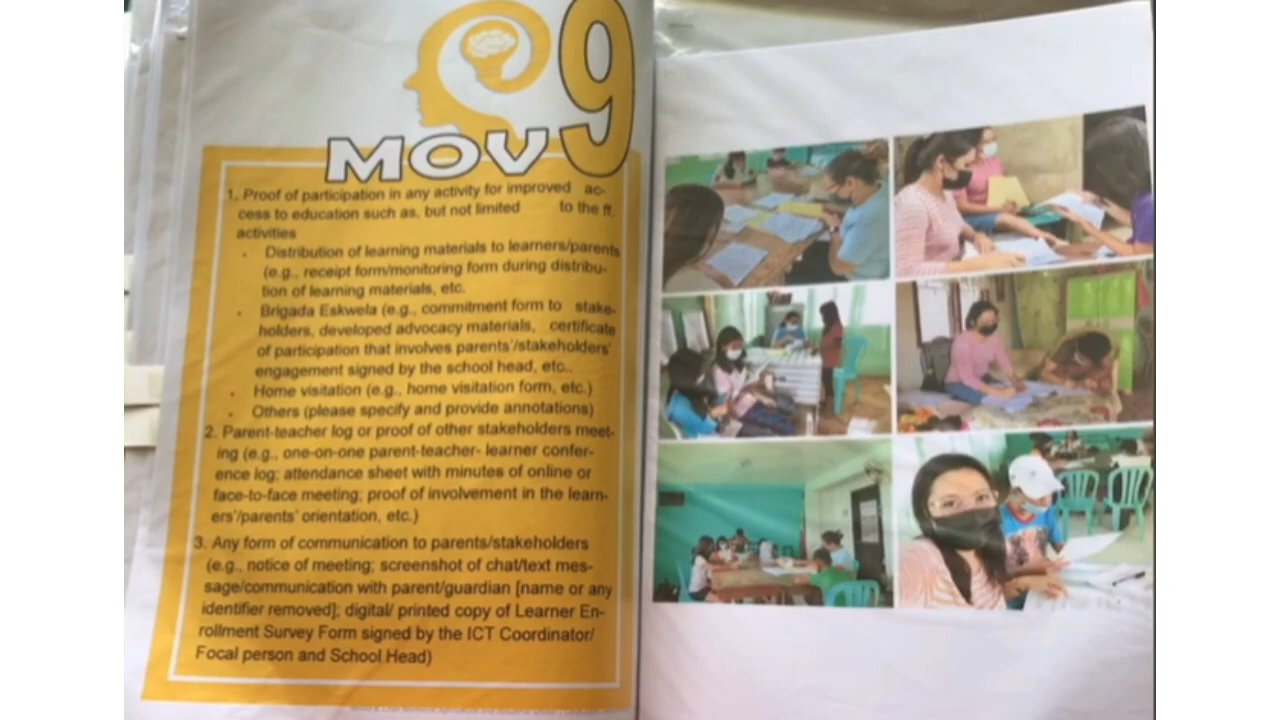 MOV 9
1. Proof of participation in any activity for improved ac-
cess to education such as, but not limited to the ff.
activities
· Distribution of learning materials to learners/parents
(e.g., receipt form/monitoring form during distribu-
tion of learning materials, etc.
· Brigada Eskwela (e.g., commitment form to stake-
holders, developed advocacy materials, certificate
of participation that involves parents'/stakeholders'
engagement signed by the school head, etc..
· Home visitation (e.g., home visitation form, etc.)
· Others (please specify and provide annotations)
2. Parent-teacher log or proof of other stakeholders meet-
ing (e.g., one-on-one parent-teacher- learner confer-
ence log; attendance sheet with minutes of online or
face-to-face meeting; proof of involvement in the learn-
ers'/parents' orientation, etc.)
3. Any form of communication to parents/stakeholders
(e.g., notice of meeting; screenshot of chat/text mes-
sage/communication with parent/guardian [name or any
identifier removed]; digital/ printed copy of Learner En-
rollment Survey Form signed by the ICT Coordinator/
Focal person and School Head)